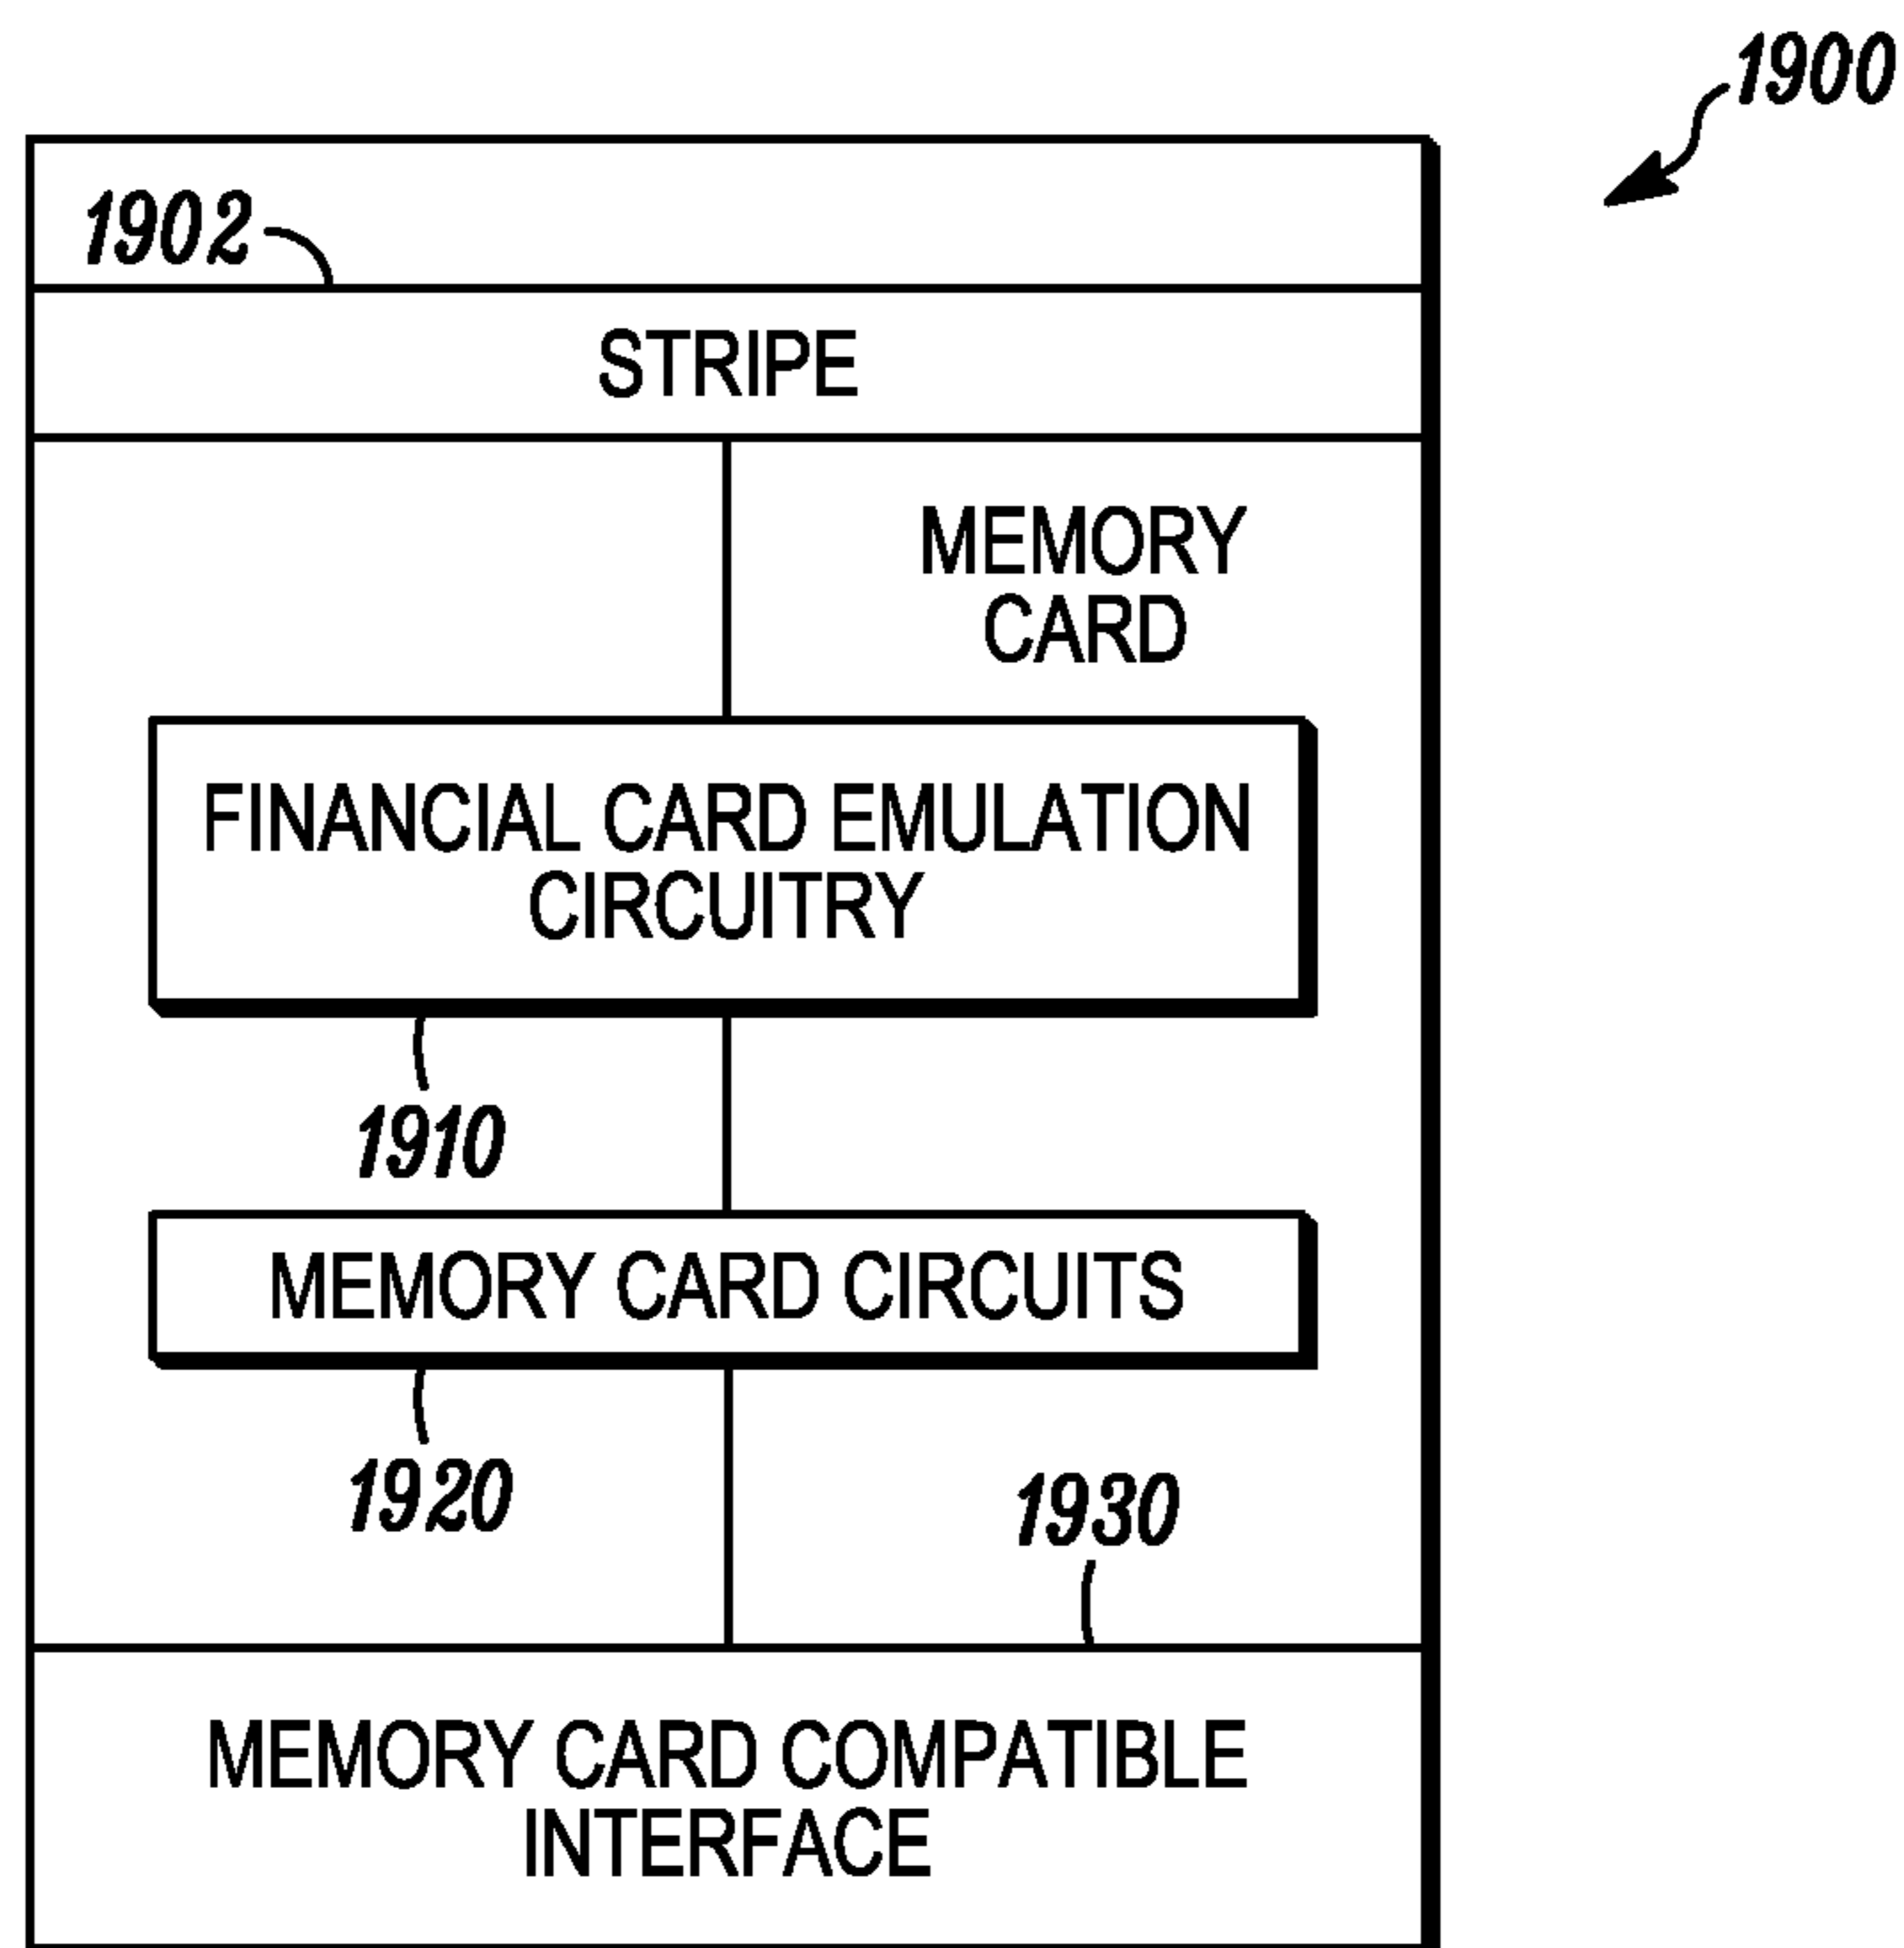 1900
1902
STRIPE
MEMORY
CARD
FINANCIAL CARD EMULATION
CIRCUITRY
1910
MEMORY CARD CIRCUITS
1920
1930
MEMORY CARD COMPATIBLE
INTERFACE